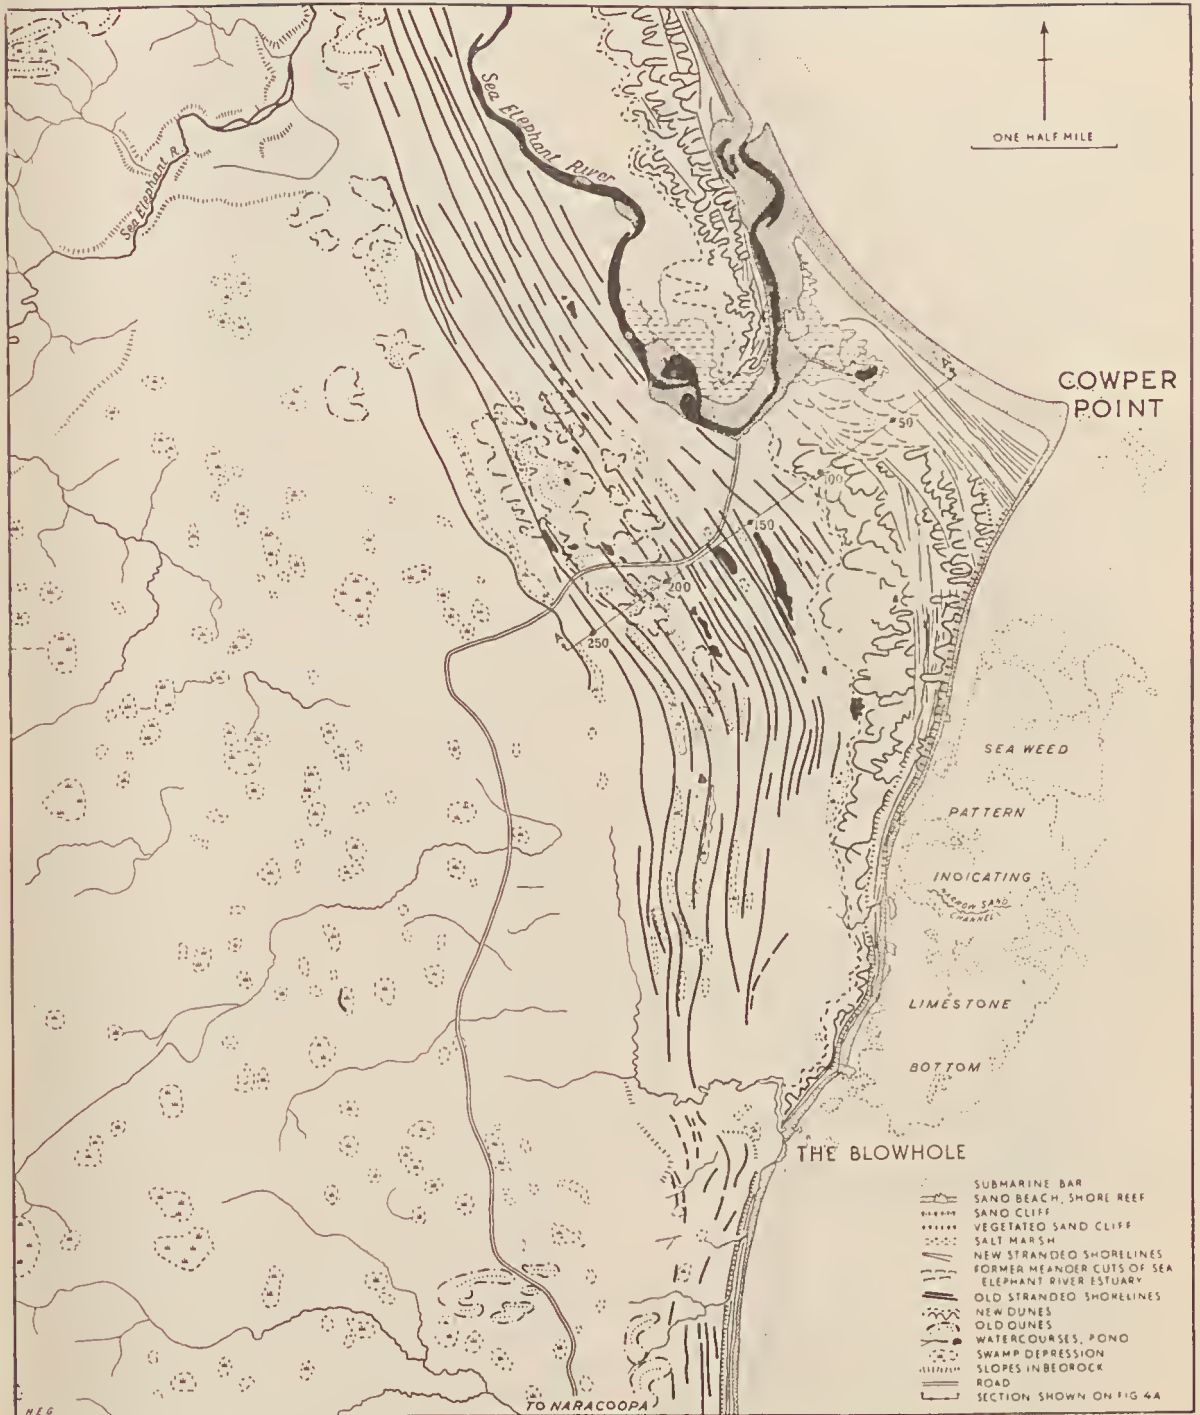 Sea Elephant River
ONE HALF MILE
Sea Elephant R.
COWPER
POINT
A
50
100
150
200
A
250
SEA WEED
PATTERN
INDICATING
NARROW SAND
CHANNEL
LIMESTONE
BOTTOM
THE BLOWHOLE
SUBMARINE BAR
SAND BEACH, SHORE REEF
SAND CLIFF
VEGETATED SAND CLIFF
SALT MARSH
NEW STRANDED SHORELINES
FORMER MEANDER CUTS OF SEA
ELEPHANT RIVER ESTUARY
OLD STRANDED SHORELINES
NEW DUNES
OLD DUNES
WATERCOURSES, POND
SWAMP DEPRESSION
SLOPES IN BEDROCK
ROAD
SECTION SHOWN ON FIG 4A
TO NARACOOPA